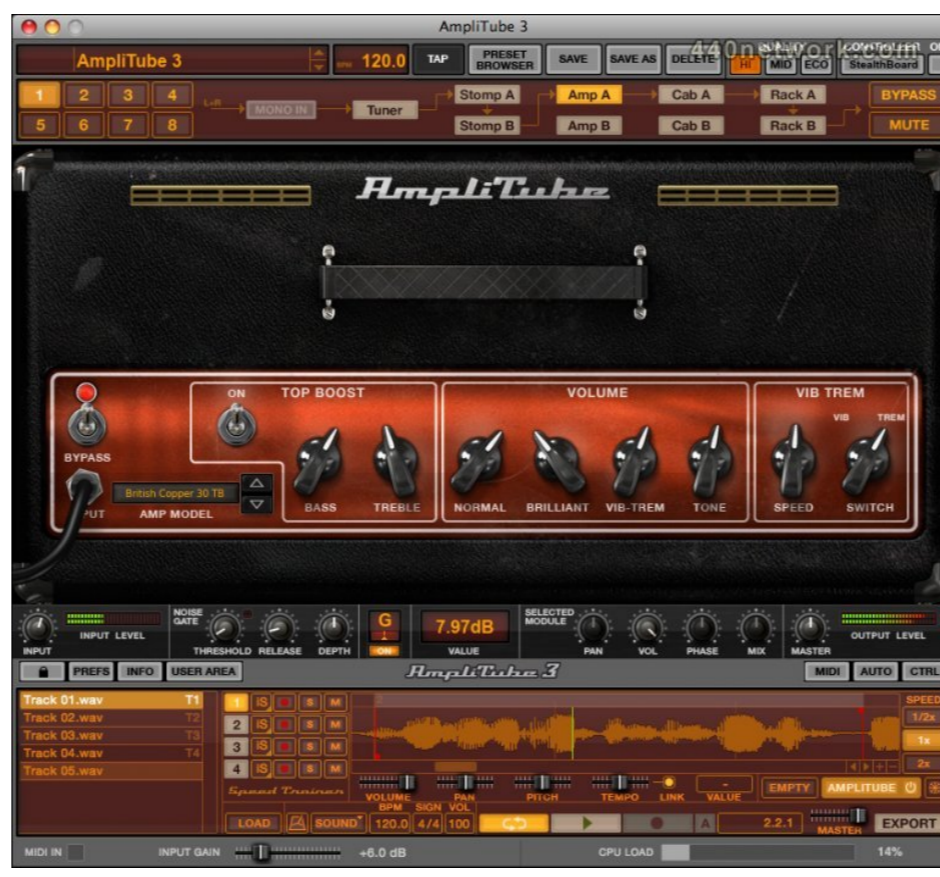 AmpliTube 3
AmpliTube 3 BPM 120.0 TAP PRESET BROWSER SAVE SAVE AS DELETE HI MID ECO StealthBoard
440network.com
1 2 3 4 L+R MONO IN Tuner Stomp A Amp A Cab A Rack A BYPASS
5 6 7 8 Stomp B Amp B Cab B Rack B MUTE
AmpliTube
ON TOP BOOST VOLUME VIB TREM
VIB TREM
BYPASS
British Copper 30 TB
PUT AMP MODEL BASS TREBLE NORMAL BRILLIANT VIB-TREM TONE SPEED SWITCH
INPUT INPUT LEVEL NOISE GATE THRESHOLD RELEASE DEPTH G 1 ON 7.97dB VALUE SELECTED MODULE PAN VOL PHASE MIX MASTER OUTPUT LEVEL
PREFS INFO USER AREA AmpliTube 3 MIDI AUTO CTRL
Track 01.wav T1 1 S M SPEED
Track 02.wav T2 2 S M 1/2x
Track 03.wav T3 3 S M 1x
Track 04.wav T4 4 S M 2x
Track 05.wav
Speed Trainer VOLUME PAN PITCH TEMPO LINK VALUE EMPTY AMPLITUBE
BPM SIGN VOL
LOAD SOUND 120.0 4/4 100 A 2.2.1 MASTER EXPORT
MIDI IN INPUT GAIN +6.0 dB CPU LOAD 14%